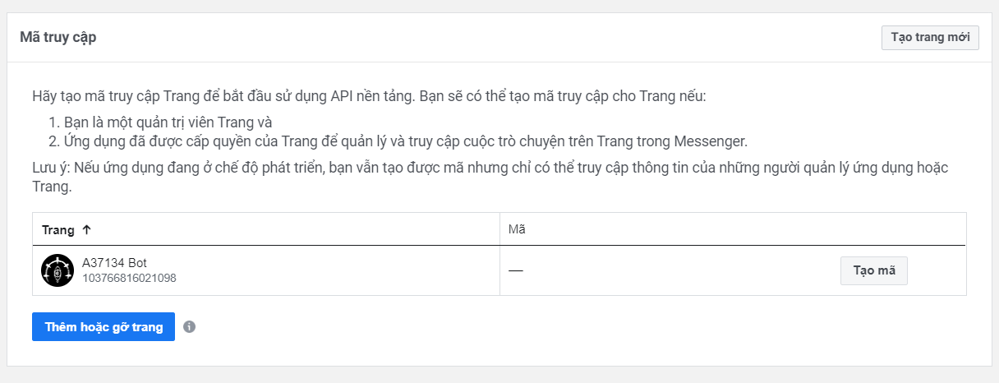 Mã truy cập
Tạo trang mới
Hãy tạo mã truy cập Trang để bắt đầu sử dụng API nền tảng. Bạn sẽ có thể tạo mã truy cập cho Trang nếu:
1. Bạn là một quản trị viên Trang và
2. Ứng dụng đã được cấp quyền của Trang để quản lý và truy cập cuộc trò chuyện trên Trang trong Messenger.
Lưu ý: Nếu ứng dụng đang ở chế độ phát triển, bạn vẫn tạo được mã nhưng chỉ có thể truy cập thông tin của những người quản lý ứng dụng hoặc
Trang.
Trang ↑
Mã
A37134 Bot
103766816021098
—
Tạo mã
Thêm hoặc gỡ trang